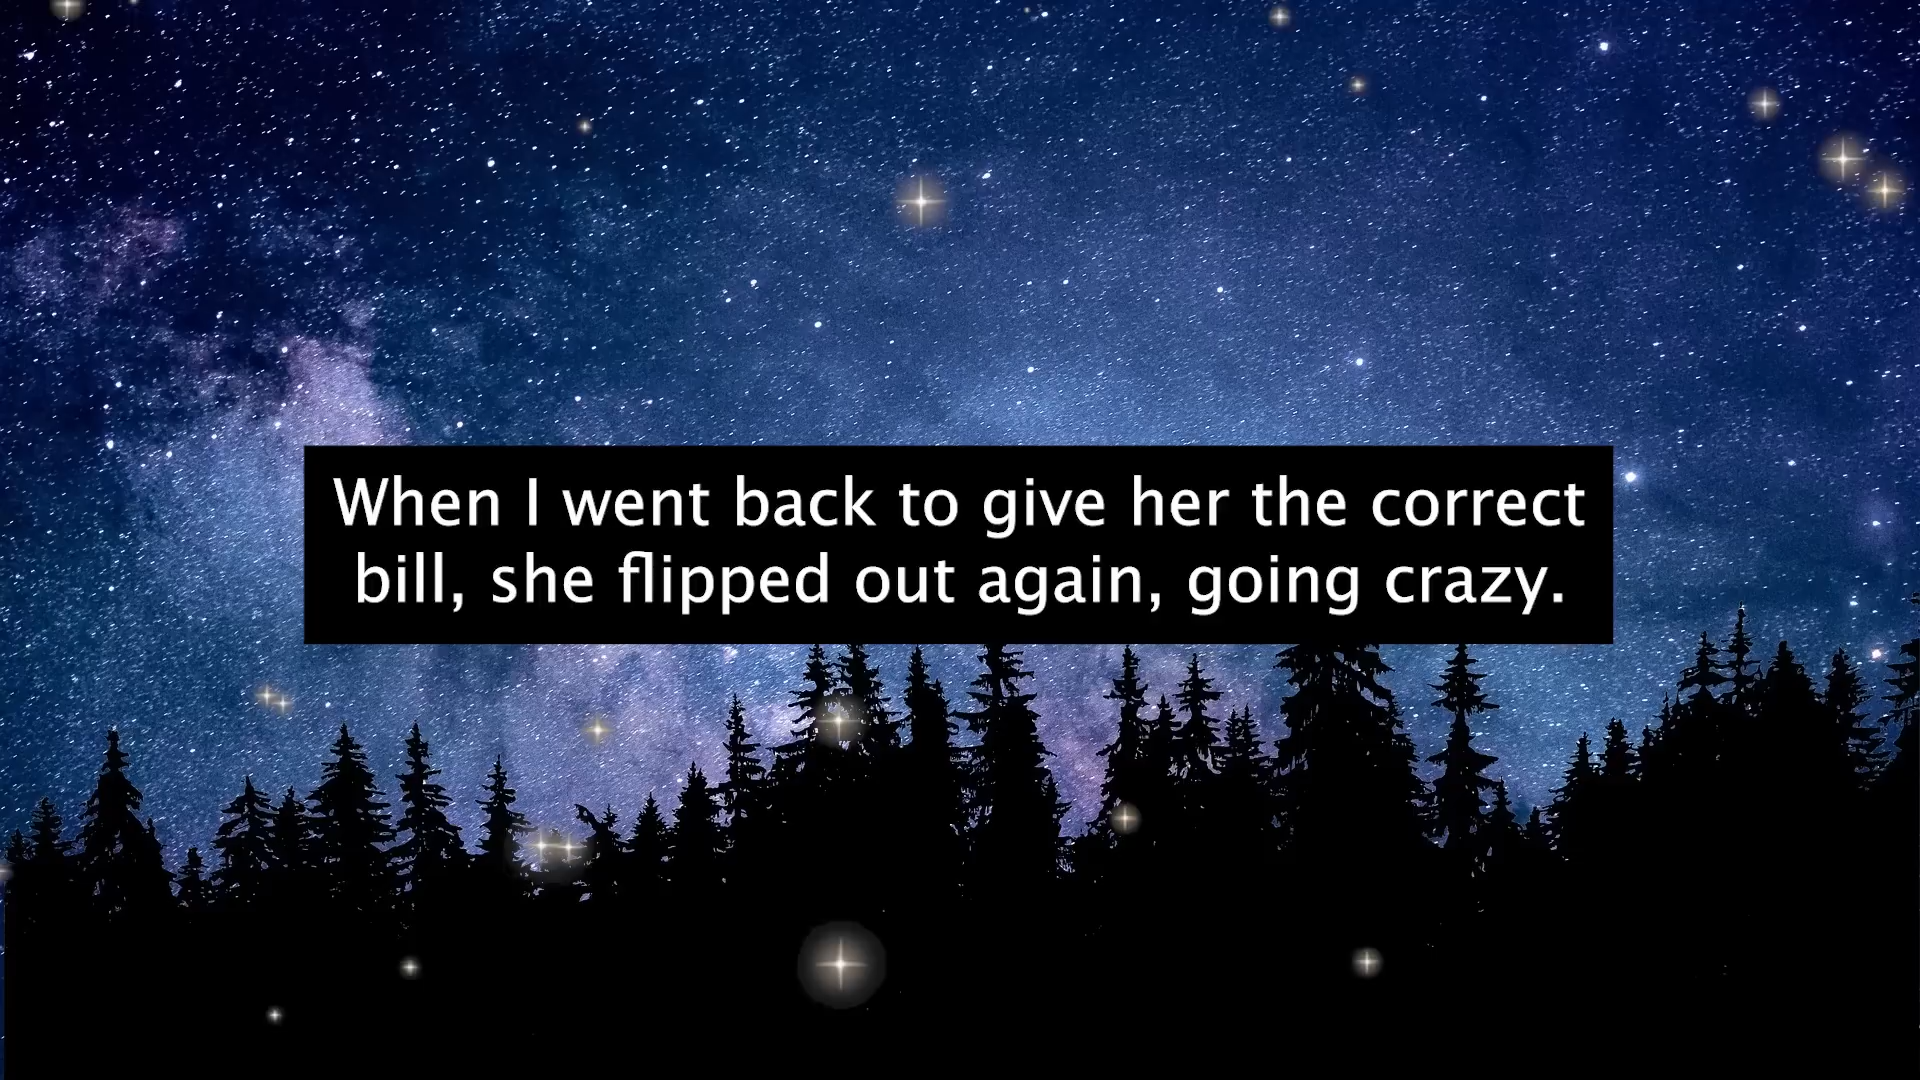 When I went back to give her the correct
bill, she flipped out again, going crazy.